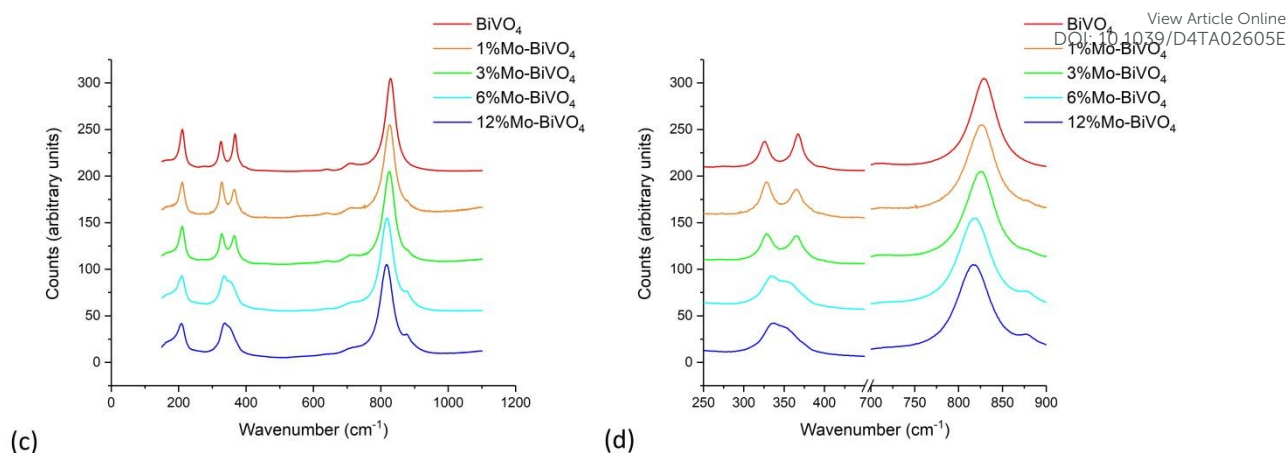 View Article Online
DOI: 10.1039/D4TA02605E
BiVO₄
1%Mo-BiVO₄
3%Mo-BiVO₄
6%Mo-BiVO₄
12%Mo-BiVO₄
300
250
200
150
100
50
0
Counts (arbitrary units)
0 200 400 600 800 1000 1200
Wavenumber (cm⁻¹)
(c)
BiVO₄
1%Mo-BiVO₄
3%Mo-BiVO₄
6%Mo-BiVO₄
12%Mo-BiVO₄
300
250
200
150
100
50
0
Counts (arbitrary units)
250 300 350 400 700 750 800 850 900
Wavenumber (cm⁻¹)
(d)